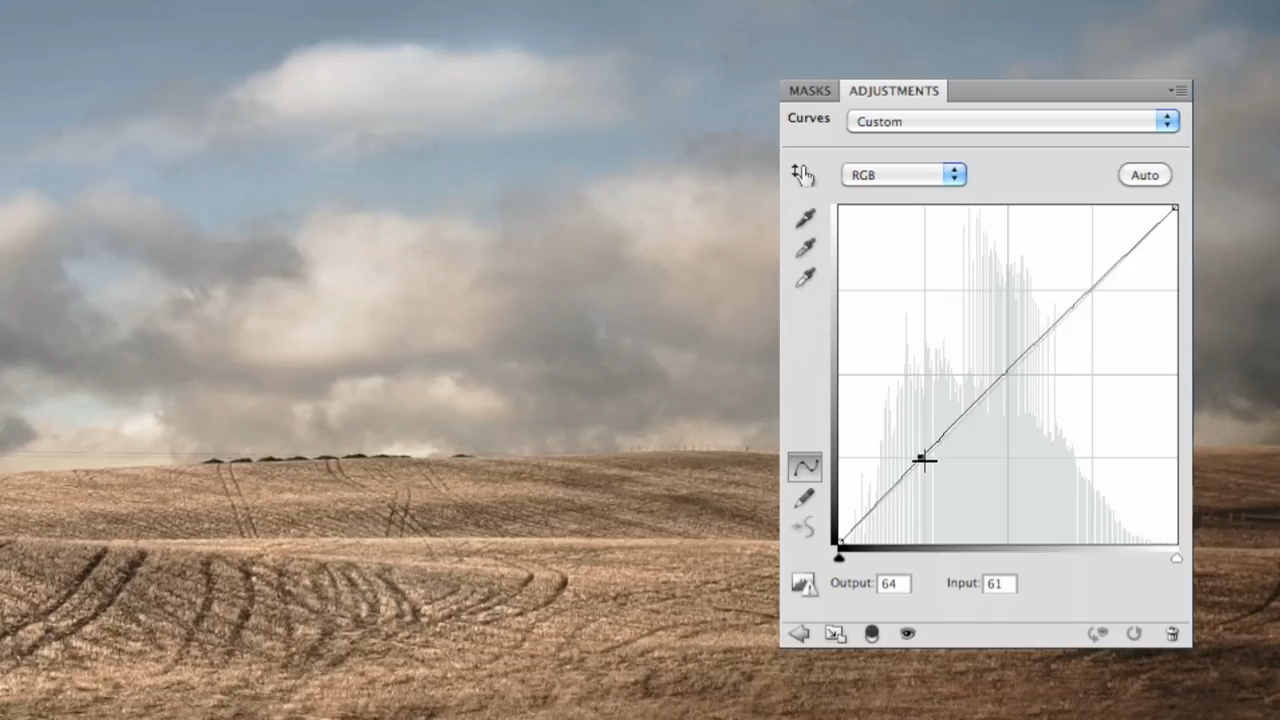 MASKS
ADJUSTMENTS
Curves
Custom
RGB
Auto
Output: 64
Input: 61